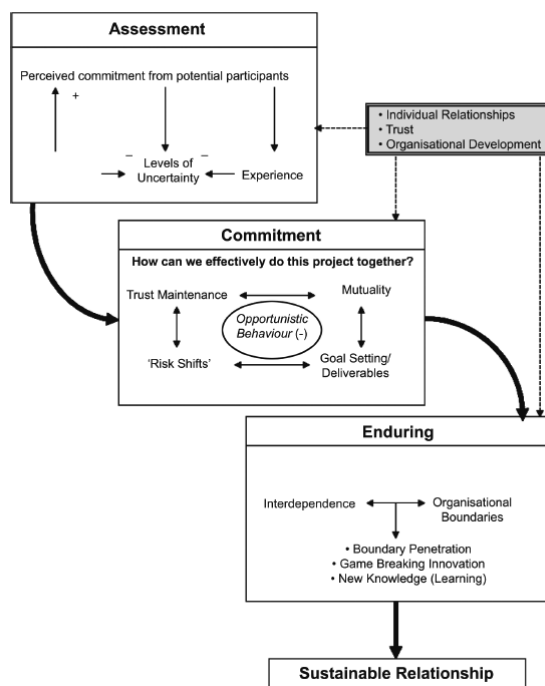 Assessment
Perceived commitment from potential participants
+
• Individual Relationships
• Trust
• Organisational Development
– Levels of –
Uncertainty
Experience
Commitment
How can we effectively do this project together?
Trust Maintenance
Mutuality
Opportunistic
Behaviour (-)
'Risk Shifts'
Goal Setting/
Deliverables
Enduring
Interdependence
Organisational
Boundaries
• Boundary Penetration
• Game Breaking Innovation
• New Knowledge (Learning)
Sustainable Relationship